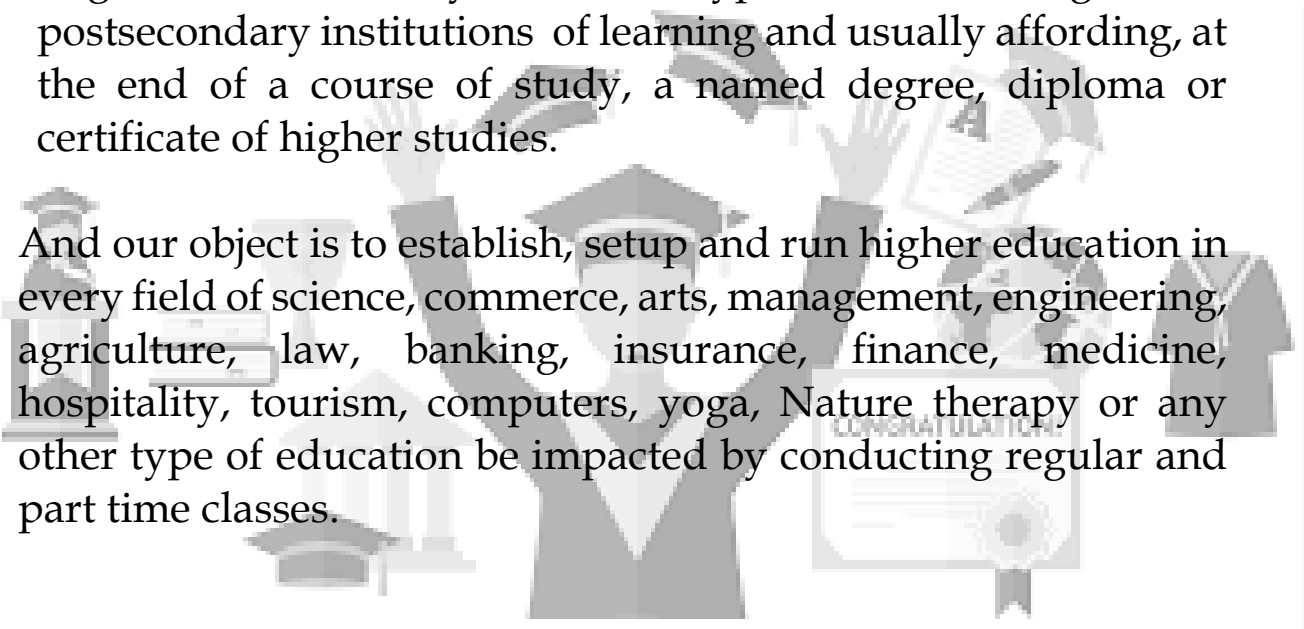 postsecondary institutions of learning and usually affording, at
the end of a course of study, a named degree, diploma or
certificate of higher studies.
And our object is to establish, setup and run higher education in
every field of science, commerce, arts, management, engineering,
agriculture, law, banking, insurance, finance, medicine,
hospitality, tourism, computers, yoga, Nature therapy or any
CONGRATULATION!
other type of education be impacted by conducting regular and
part time classes.
A